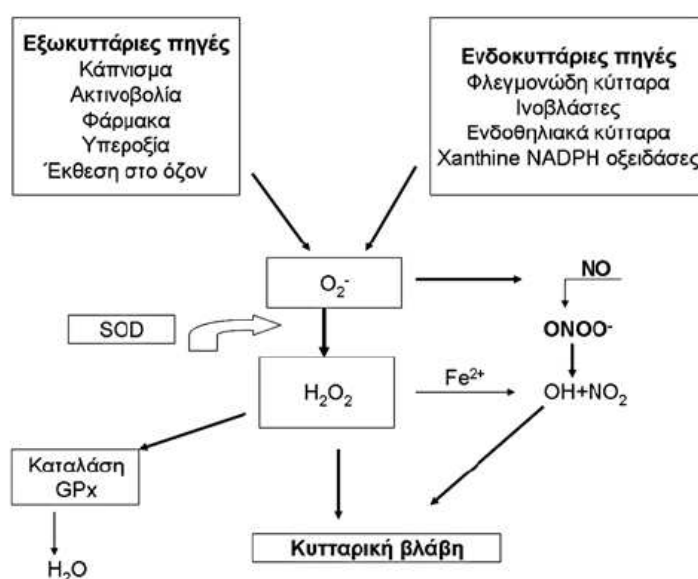 Εξωκυττάριες πηγές
Κάπνισμα
Ακτινοβολία
Φάρμακα
Υπεροξία
Έκθεση στο όζον
Ενδοκυττάριες πηγές
Φλεγμονώδη κύτταρα
Ινοβλάστες
Ενδοθηλιακά κύτταρα
Xanthine NADPH οξειδάσες
O₂⁻
NO
SOD
ONOO⁻
H₂O₂
Fe²⁺
OH+NO₂
Καταλάση
GPx
Κυτταρική βλάβη
H₂O